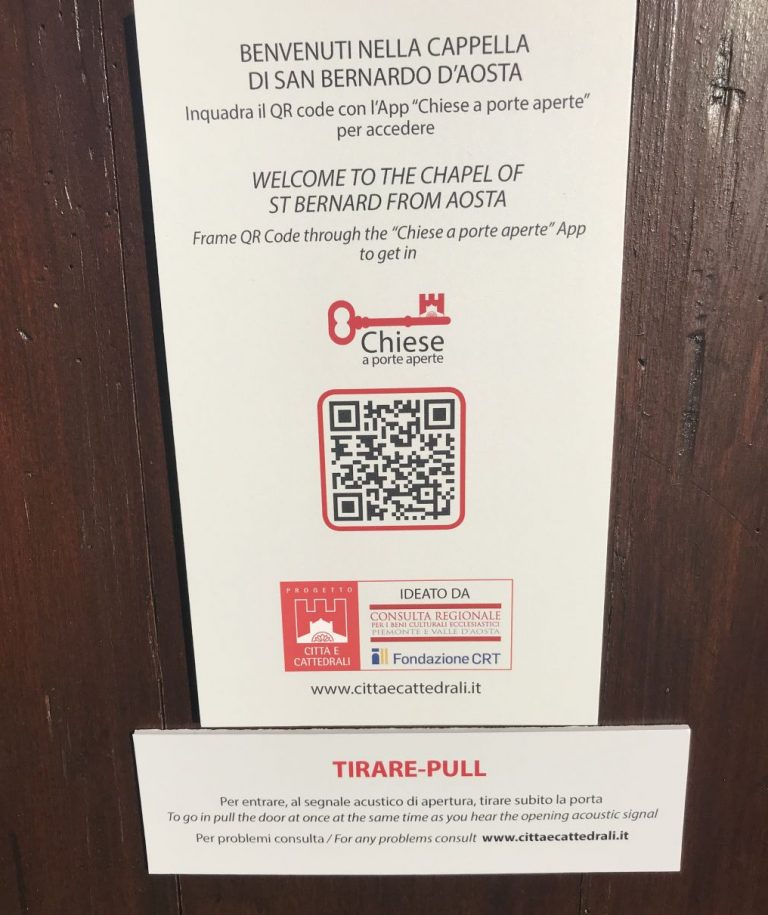 BENVENUTI NELLA CAPPELLA
DI SAN BERNARDO D'AOSTA
Inquadra il QR code con l'App "Chiese a porte aperte"
per accedere
WELCOME TO THE CHAPEL OF
ST BERNARD FROM AOSTA
Frame QR Code through the "Chiese a porte aperte" App
to get in
Chiese
a porte aperte
PROGETTO
CITTÀ E
CATTEDRALI
IDEATO DA
CONSULTA REGIONALE
PER I BENI CULTURALI ECCLESIASTICI
PIEMONTE E VALLE D'AOSTA
Fondazione CRT
www.cittaecattedrali.it
TIRARE-PULL
Per entrare, al segnale acustico di apertura, tirare subito la porta
To go in pull the door at once at the same time as you hear the opening acoustic signal
Per problemi consulta / For any problems consult www.cittaecattedrali.it